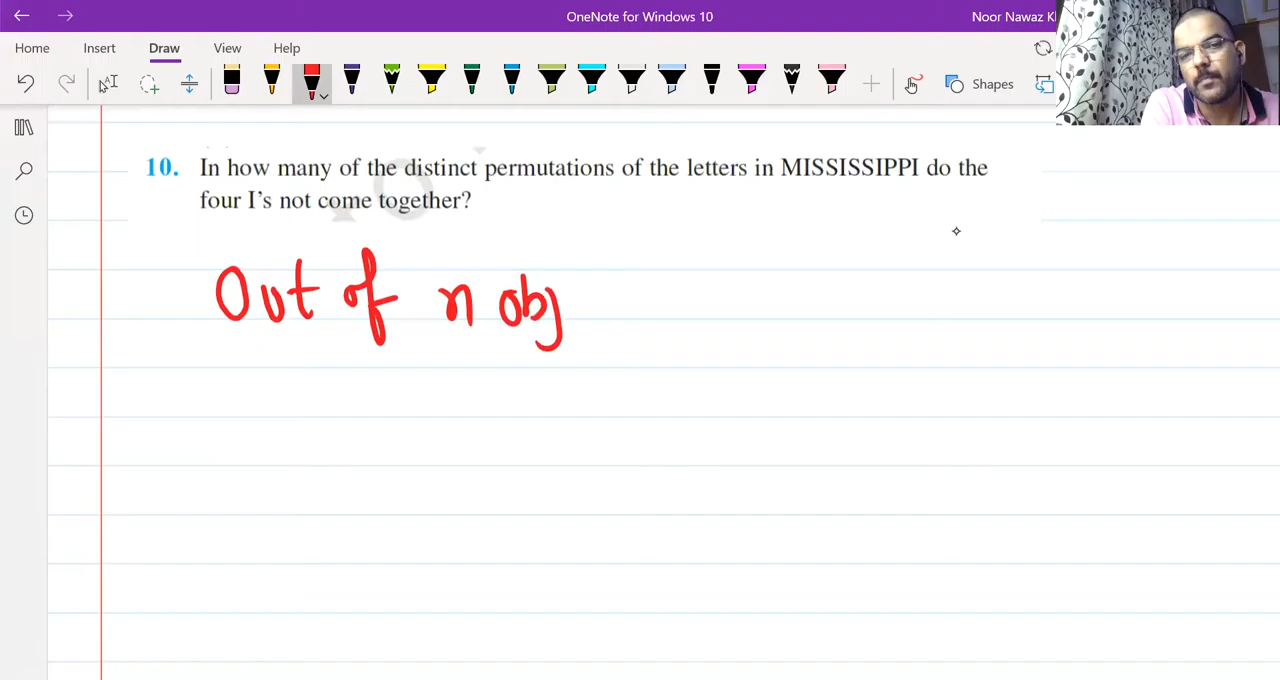 OneNote for Windows 10
Noor Nawaz Kh
Home Insert Draw View Help
Shapes
10. In how many of the distinct permutations of the letters in MISSISSIPPI do the
four I's not come together?
Out of n obj